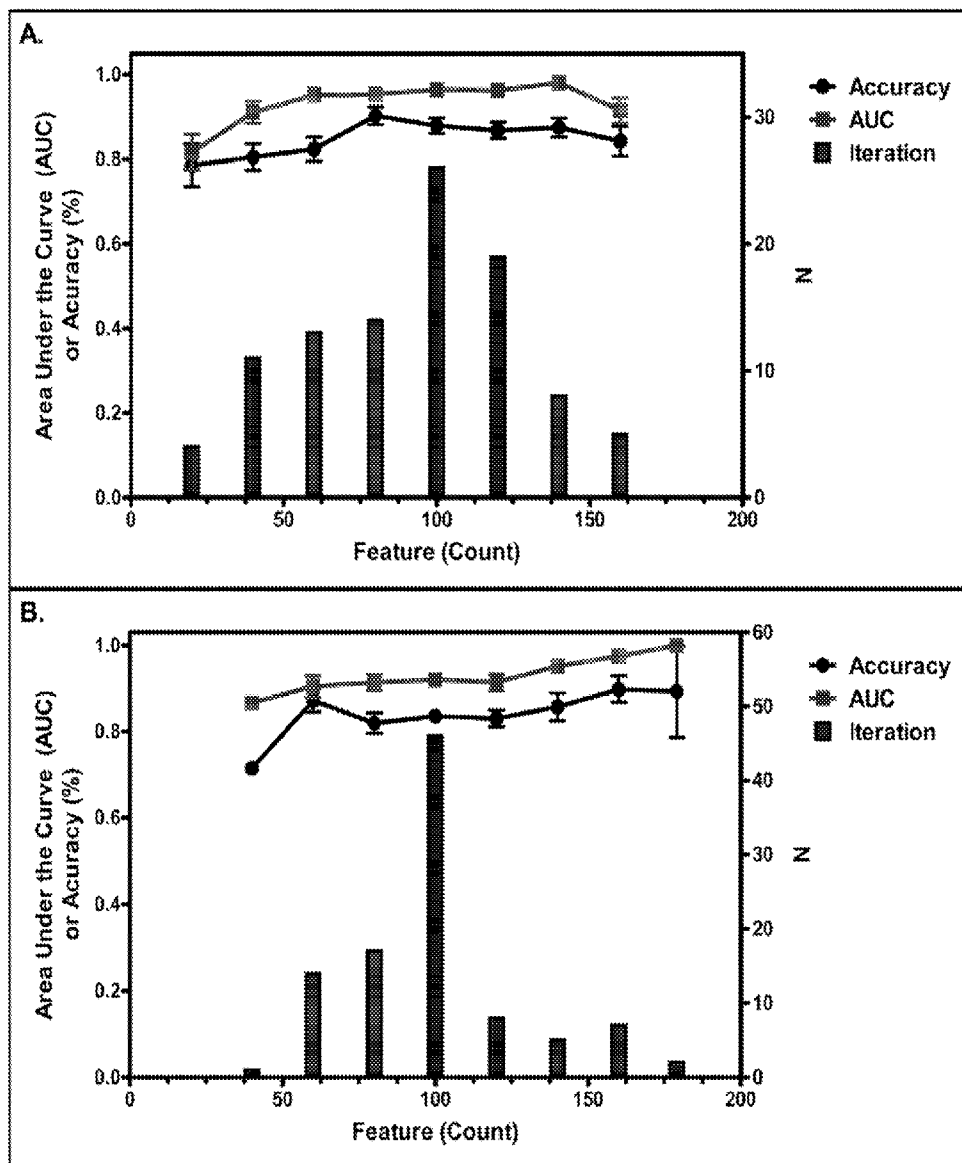 A.
Area Under the Curve (AUC)
or Acuracy (%)
1.0
0.8
0.6
0.4
0.2
0.0
0
50
100
150
200
Feature (Count)
30
20
10
0
N
Accuracy
AUC
Iteration
B.
Area Under the Curve (AUC)
or Acuracy (%)
1.0
0.8
0.6
0.4
0.2
0.0
0
50
100
150
200
Feature (Count)
60
50
40
30
20
10
0
N
Accuracy
AUC
Iteration